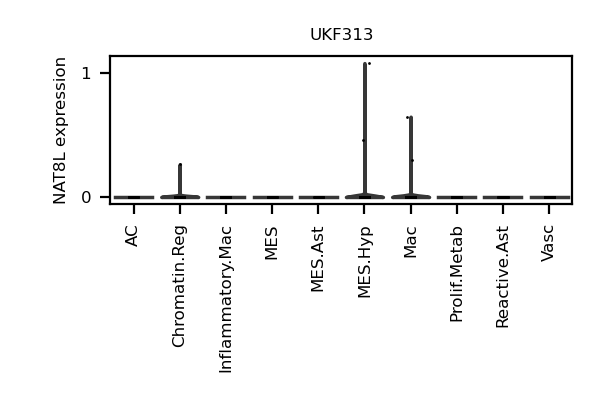 UKF313
NAT8L expression
1
0
AC
Chromatin.Reg
Inflammatory.Mac
MES
MES.Ast
MES.Hyp
Mac
Prolif.Metab
Reactive.Ast
Vasc